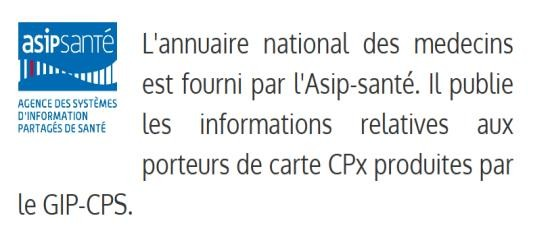 asipsanté
AGENCE DES SYSTÈMES
D'INFORMATION
PARTAGÉS DE SANTÉ
L'annuaire national des medecins
est fourni par l'Asip-santé. Il publie
les informations relatives aux
porteurs de carte CPx produites par
le GIP-CPS.